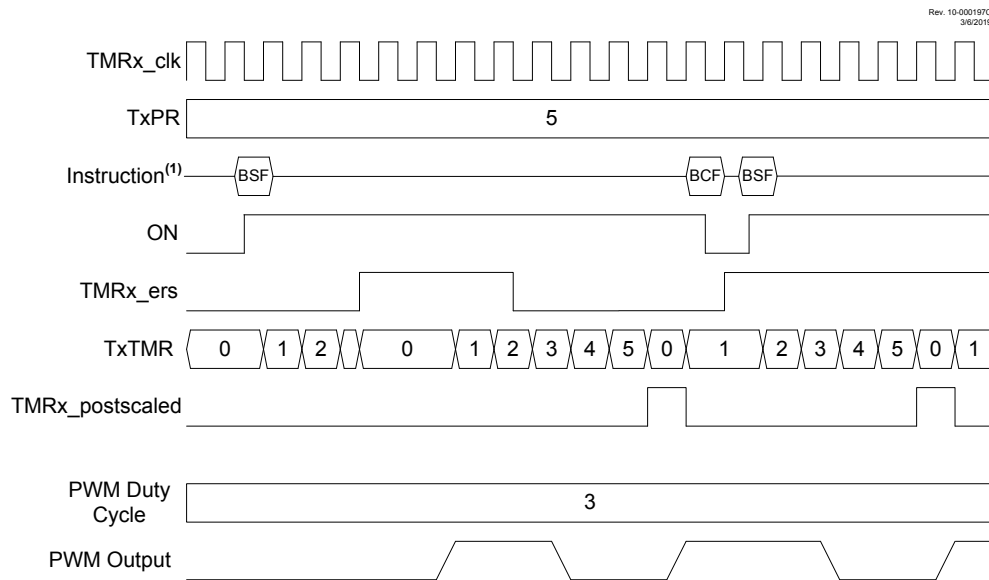 Rev. 10-000197C
3/6/2019
TMRx_clk
TxPR
5
Instruction(1)
BSF
BCF
BSF
ON
TMRx_ers
TxTMR
0 1 2 0 1 2 3 4 5 0 1 2 3 4 5 0 1
TMRx_postscaled
PWM Duty
Cycle
3
PWM Output